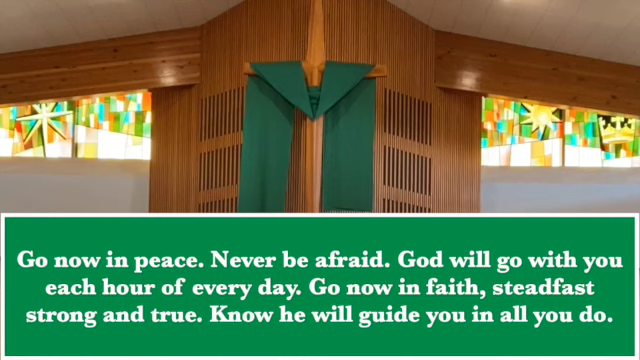 Go now in peace. Never be afraid. God will go with you
each hour of every day. Go now in faith, steadfast
strong and true. Know he will guide you in all you do.